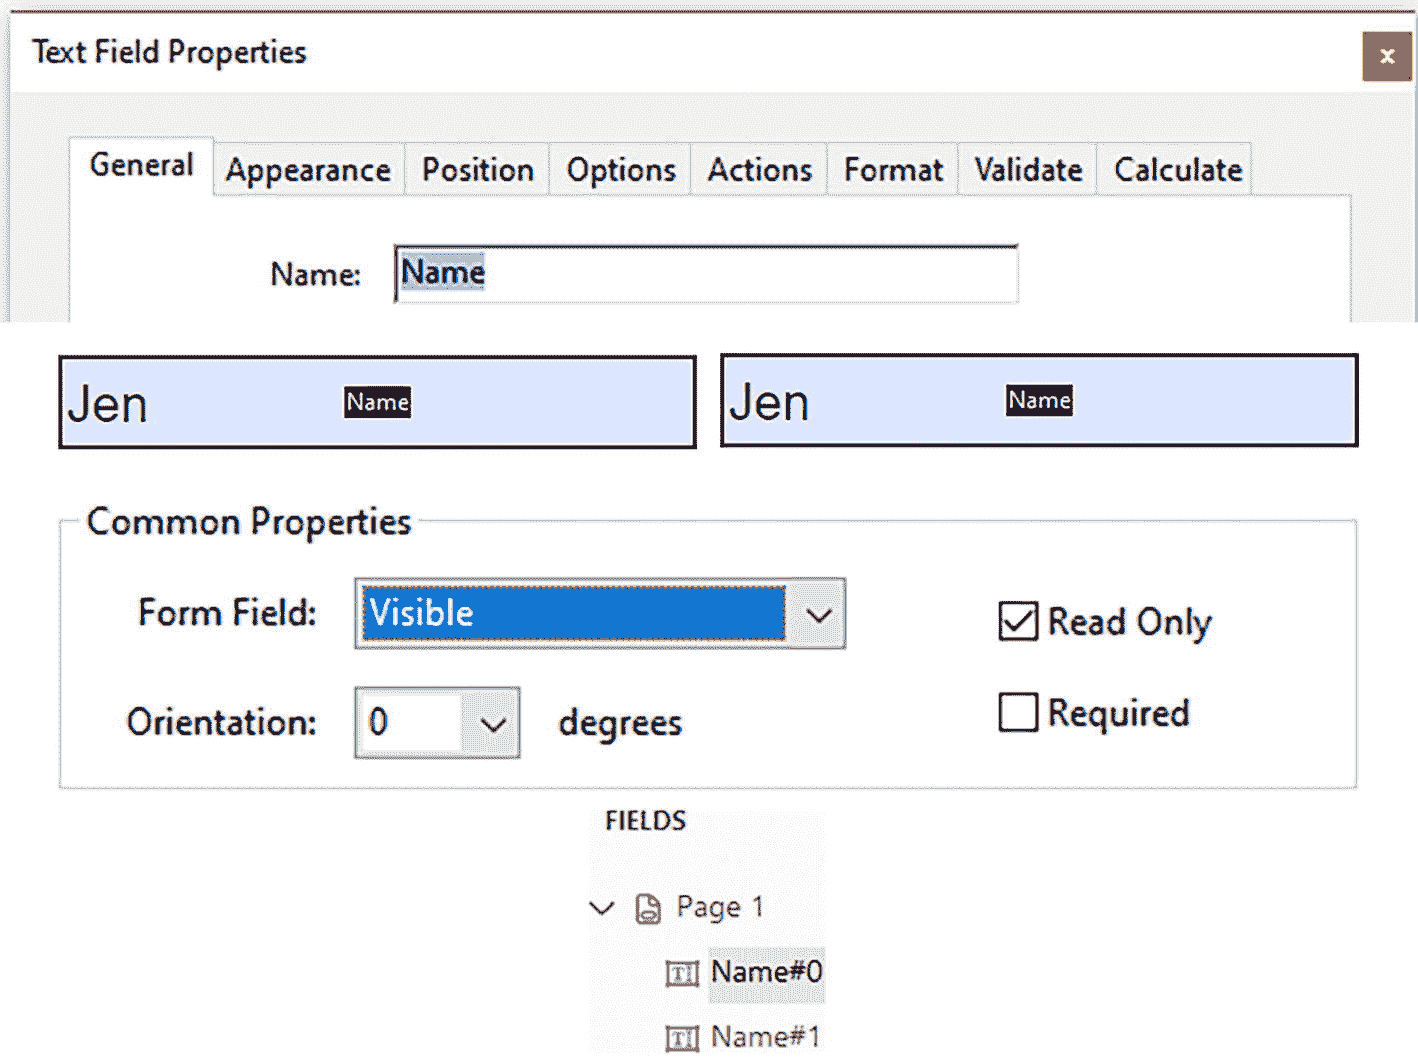 Text Field Properties
x
General Appearance Position Options Actions Format Validate Calculate
Name: Name
Jen Name Jen Name
Common Properties
Form Field: Visible Read Only
Orientation: 0 degrees Required
FIELDS
Page 1
Name#0
Name#1